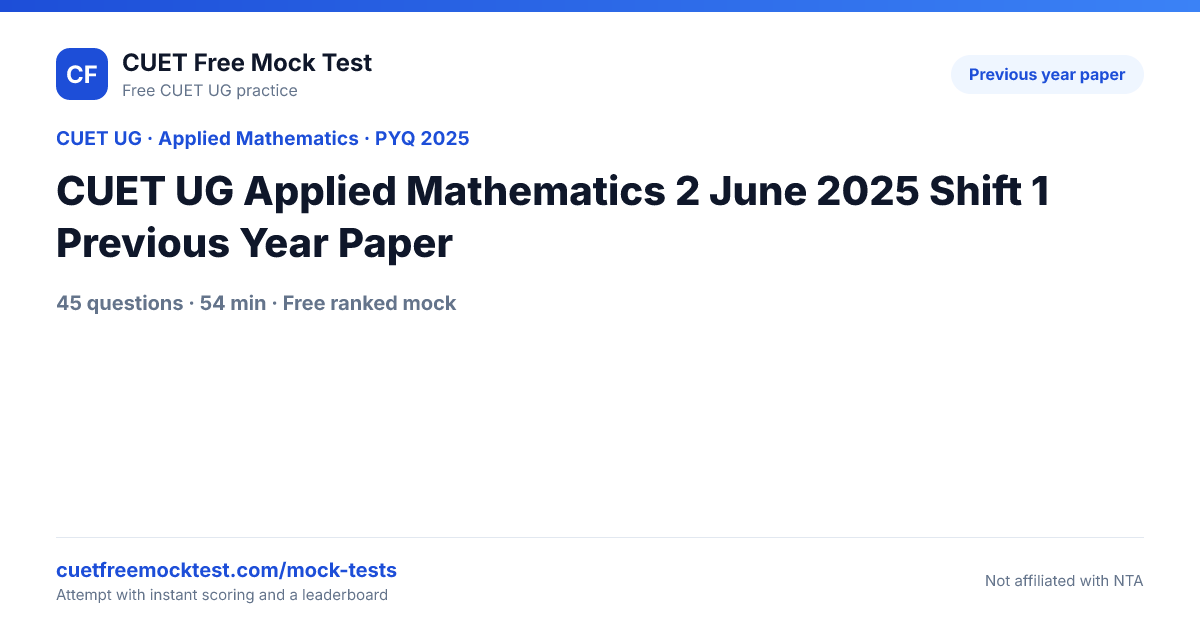 CF
CUET Free Mock Test
Free CUET UG practice
Previous year paper
CUET UG · Applied Mathematics · PYQ 2025
CUET UG Applied Mathematics 2 June 2025 Shift 1
Previous Year Paper
45 questions · 54 min · Free ranked mock
cuetfreemocktest.com/mock-tests
Attempt with instant scoring and a leaderboard
Not affiliated with NTA